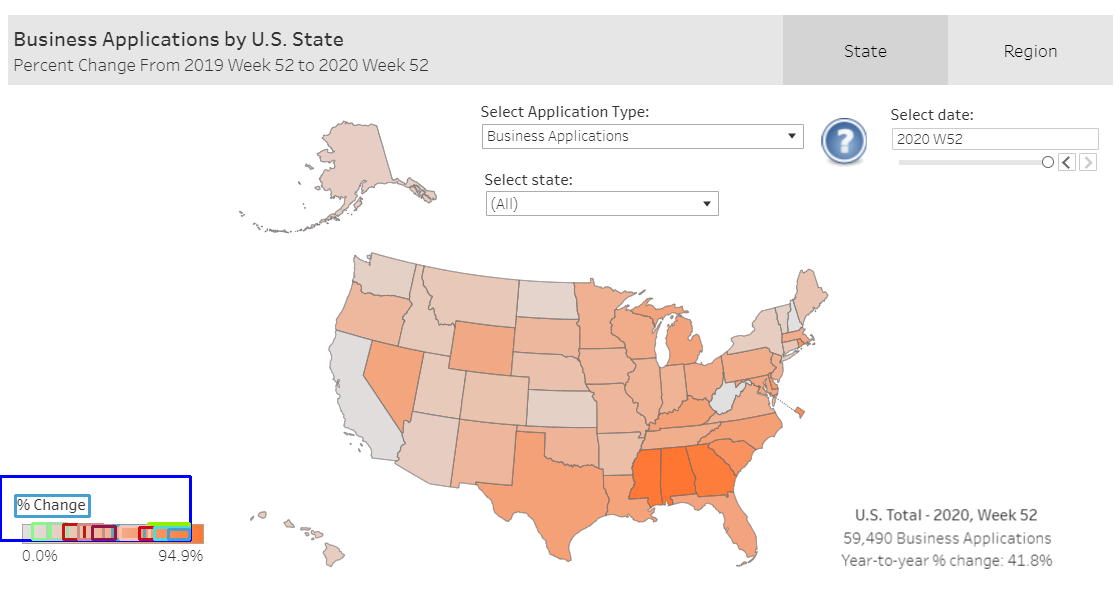 Business Applications by U.S. State
Percent Change From 2019 Week 52 to 2020 Week 52
State
Region
Select Application Type:
Business Applications
?
Select date:
2020 W52
Select state:
(All)
% Change
0.0%
94.9%
U.S. Total - 2020, Week 52
59,490 Business Applications
Year-to-year % change: 41.8%